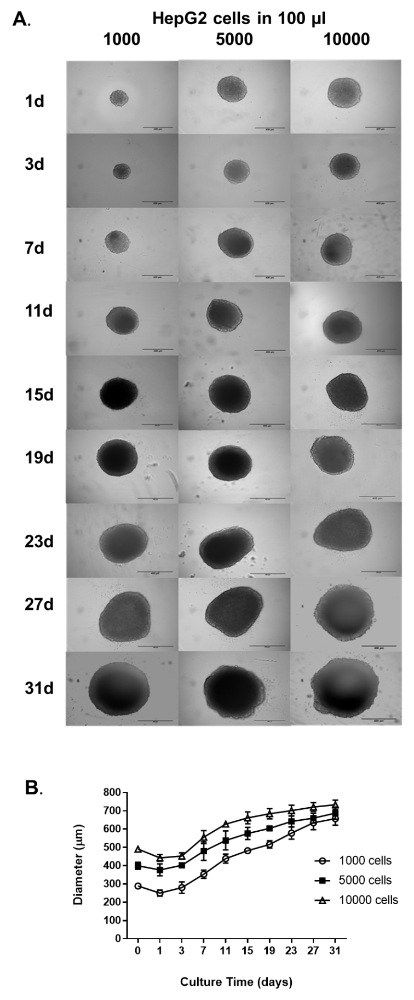 A.
HepG2 cells in 100 µl
1000 5000 10000
1d
3d
7d
11d
15d
19d
23d
27d
31d
400 µm
B.
800
700
600
500
400
300
200
100
0
Diameter (µm)
0 1 3 7 11 15 19 23 27 31
Culture Time (days)
1000 cells
5000 cells
10000 cells